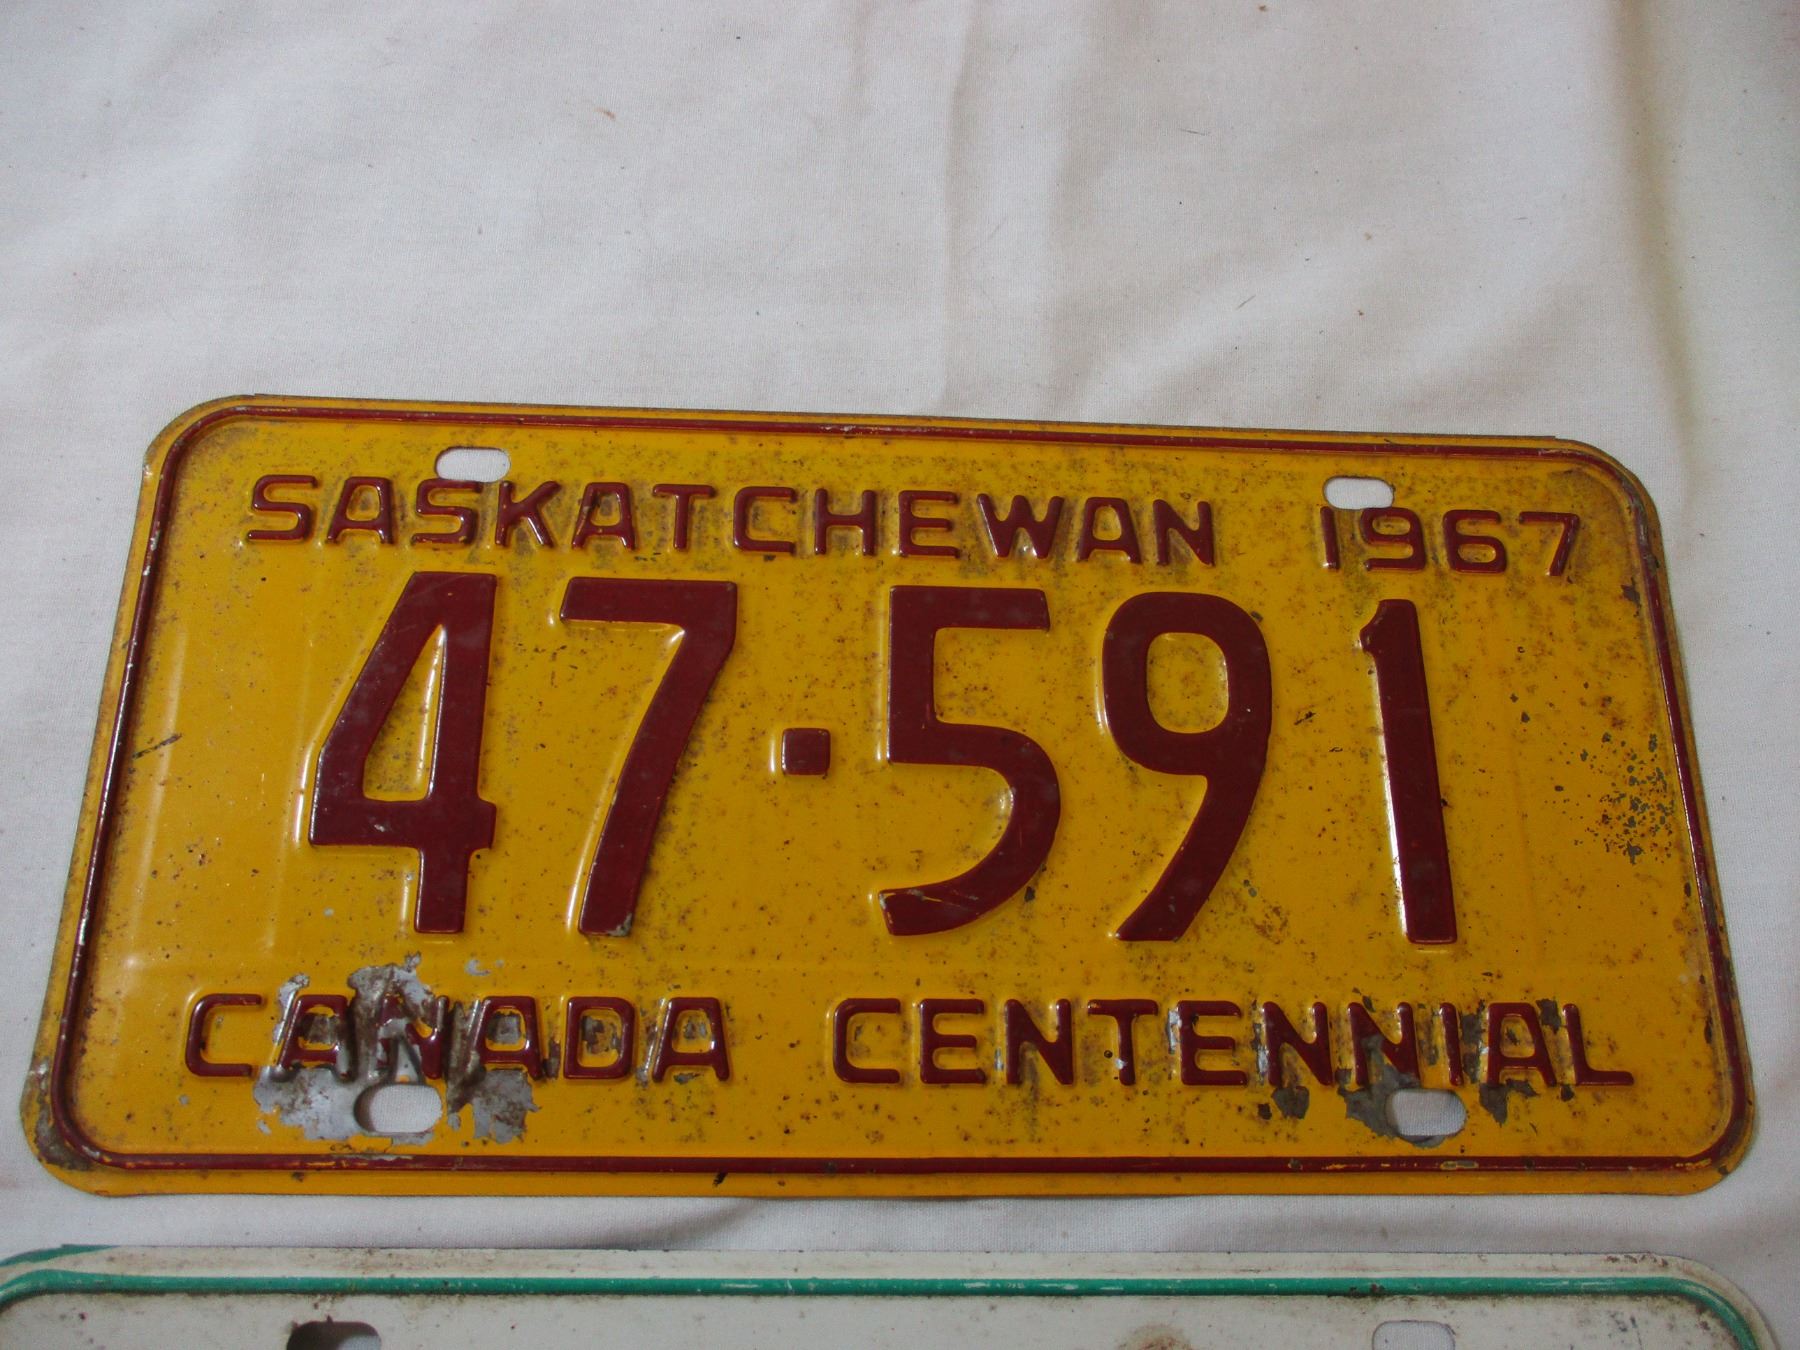 SASKATCHEWAN 1967
47·591
CANADA CENTENNIAL